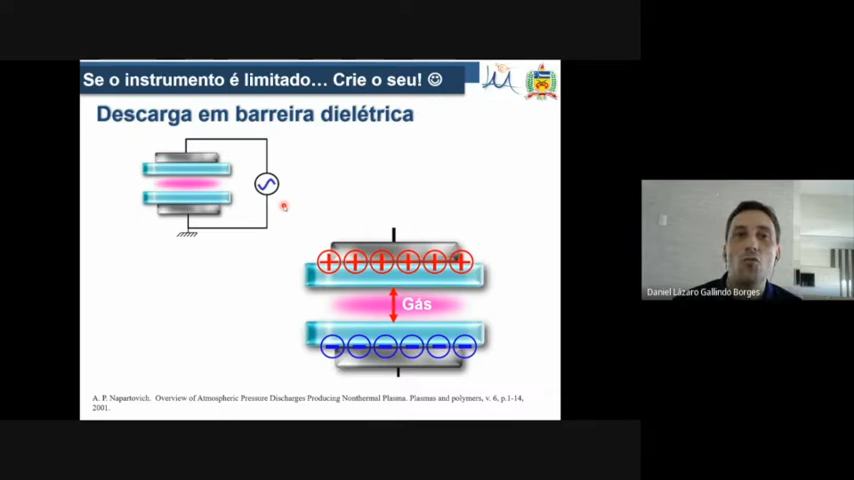 Se o instrumento é limitado... Crie o seu! ☺
Descarga em barreira dielétrica
Gás
A. P. Napartovich. Overview of Atmospheric Pressure Discharges Producing Nonthermal Plasma. Plasmas and polymers, v. 6, p.1-14,
2001.
Daniel Lázaro Gallindo Borges